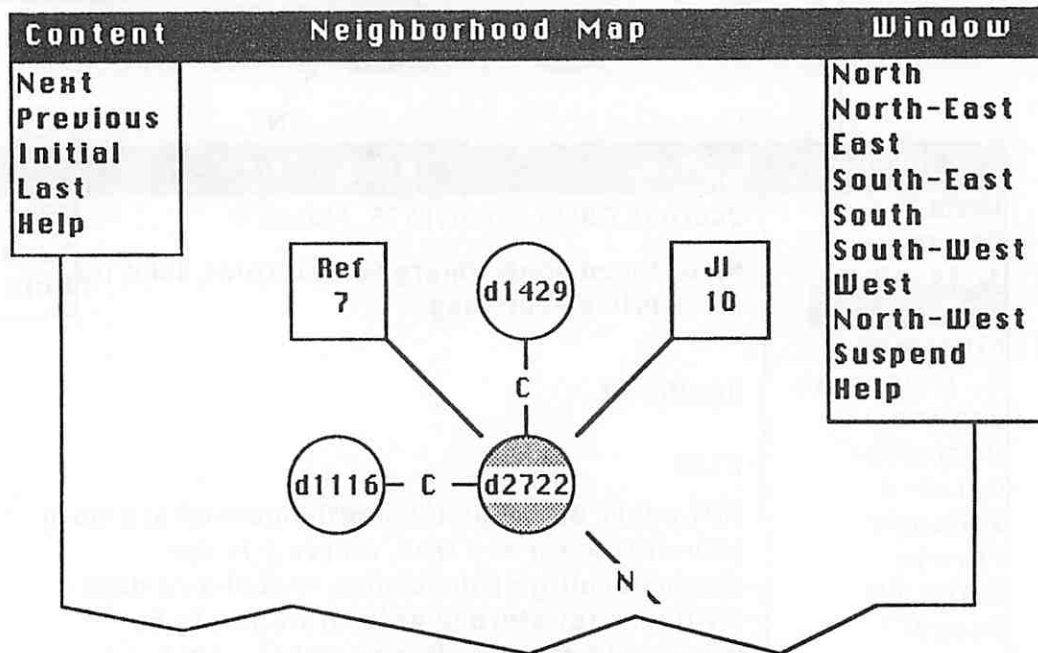 Content Neighborhood Map Window
Next
Previous
Initial
Last
Help
North
North-East
East
South-East
South
South-West
West
North-West
Suspend
Help
Ref
7
d1429
JI
10
C
d1116
C
d2722
N